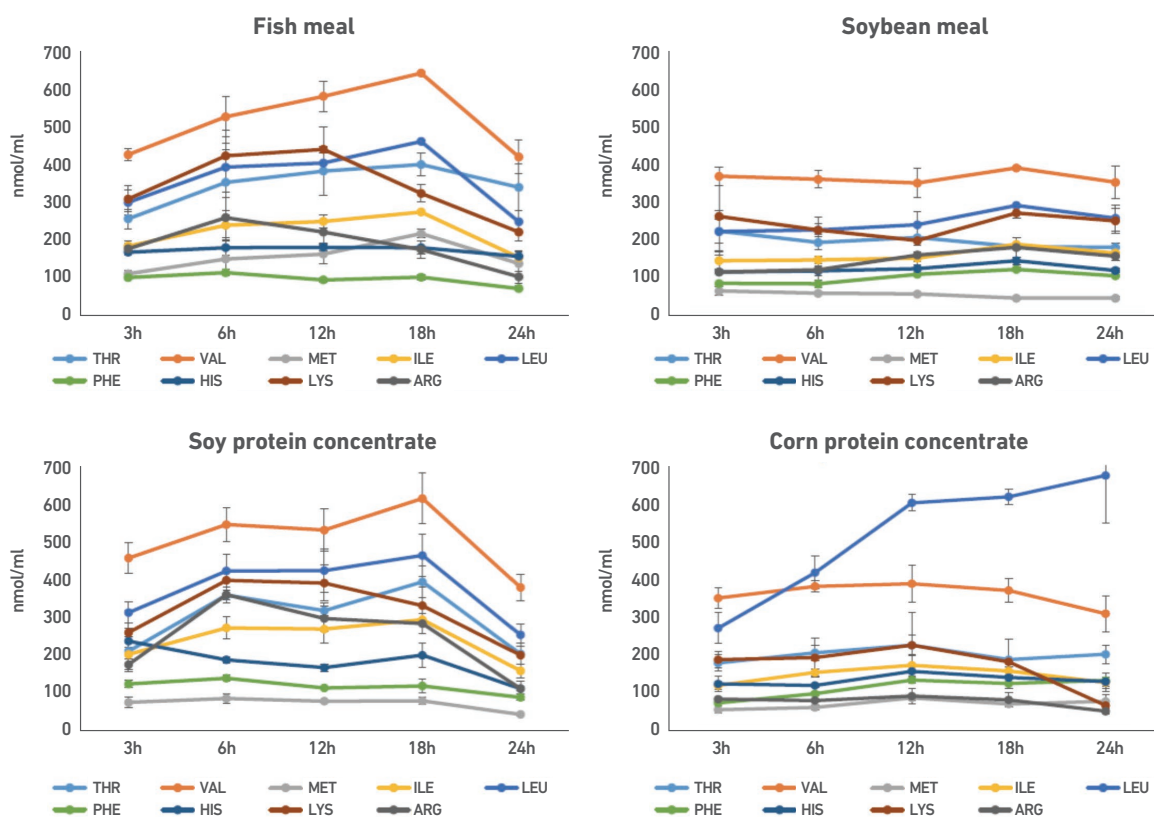 Fish meal
700
600
500
400
300
200
100
0
nmol/ml
3h 6h 12h 18h 24h
THR VAL MET ILE LEU
PHE HIS LYS ARG
Soybean meal
700
600
500
400
300
200
100
0
nmol/ml
3h 6h 12h 18h 24h
THR VAL MET ILE LEU
PHE HIS LYS ARG
Soy protein concentrate
700
600
500
400
300
200
100
0
nmol/ml
3h 6h 12h 18h 24h
THR VAL MET ILE LEU
PHE HIS LYS ARG
Corn protein concentrate
700
600
500
400
300
200
100
0
nmol/ml
3h 6h 12h 18h 24h
THR VAL MET ILE LEU
PHE HIS LYS ARG